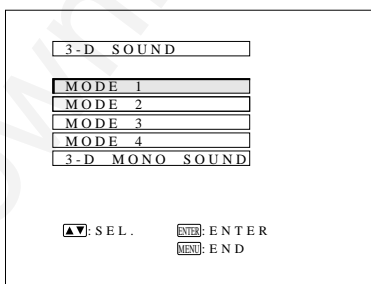 3-D SOUND
MODE 1
MODE 2
MODE 3
MODE 4
3-D MONO SOUND
▲▼: SEL. ENTER: ENTER
MENU: END